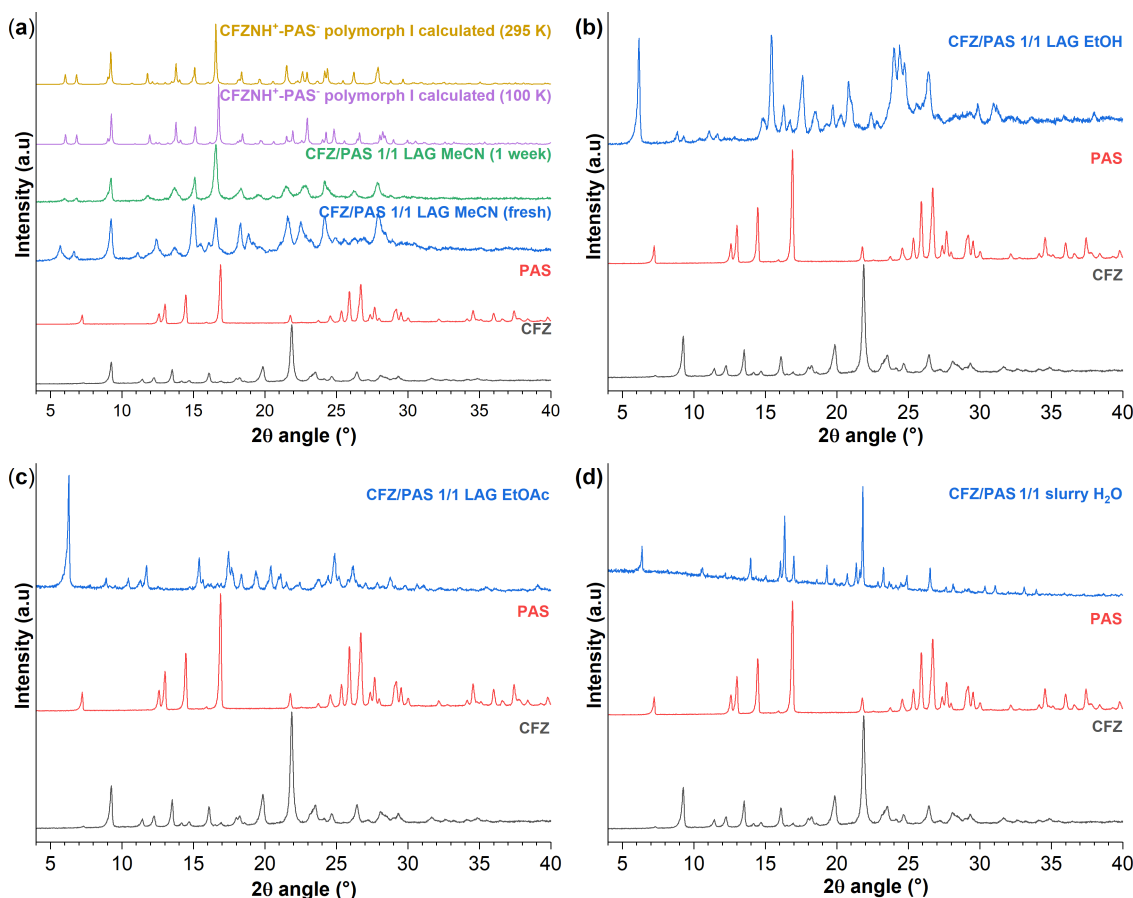 (a)
CFZNH⁺-PAS⁻ polymorph I calculated (295 K)
CFZNH⁺-PAS⁻ polymorph I calculated (100 K)
CFZ/PAS 1/1 LAG MeCN (1 week)
CFZ/PAS 1/1 LAG MeCN (fresh)
PAS
CFZ
Intensity (a.u)
5 10 15 20 25 30 35 40
2θ angle (°)
(b)
CFZ/PAS 1/1 LAG EtOH
PAS
CFZ
Intensity (a.u)
5 10 15 20 25 30 35 40
2θ angle (°)
(c)
CFZ/PAS 1/1 LAG EtOAc
PAS
CFZ
Intensity (a.u)
5 10 15 20 25 30 35 40
2θ angle (°)
(d)
CFZ/PAS 1/1 slurry H₂O
PAS
CFZ
Intensity (a.u)
5 10 15 20 25 30 35 40
2θ angle (°)